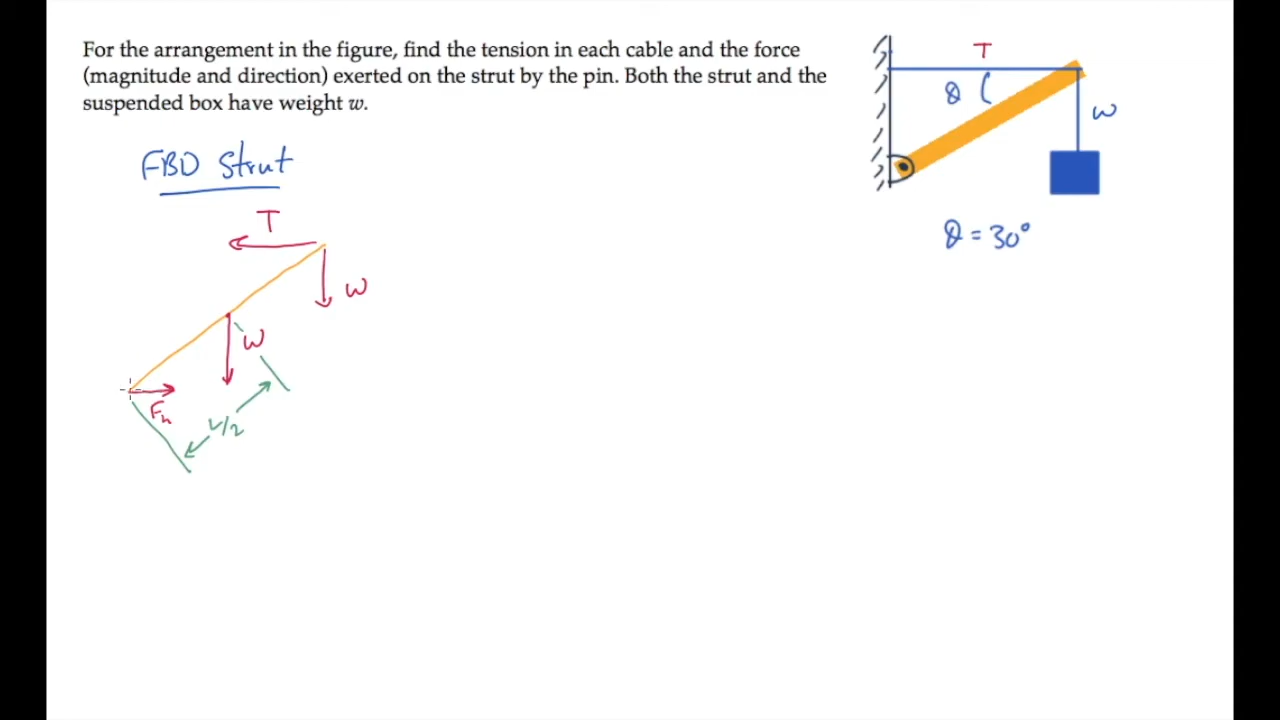 For the arrangement in the figure, find the tension in each cable and the force
(magnitude and direction) exerted on the strut by the pin. Both the strut and the
suspended box have weight w.
T
θ
w
θ = 30°
FBD Strut
T
w
w
Fh
L/2